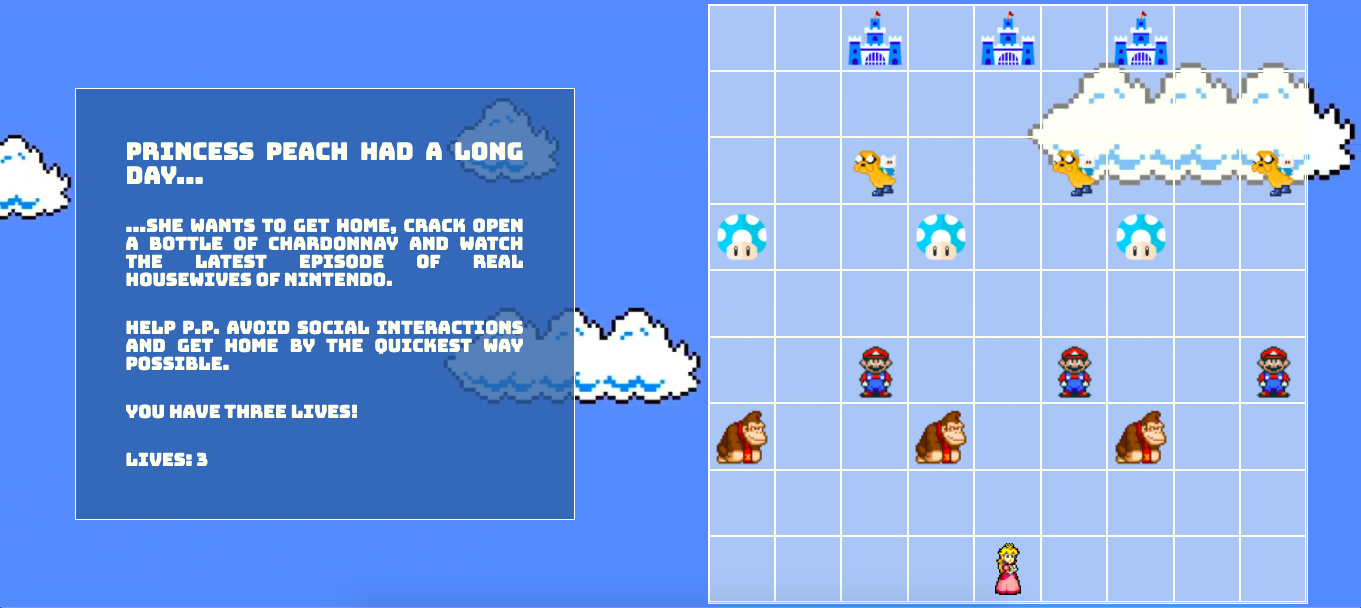 PRINCESS PEACH HAD A LONG
DAY...
...SHE WANTS TO GET HOME, CRACK OPEN
A BOTTLE OF CHARDONNAY AND WATCH
THE LATEST EPISODE OF REAL
HOUSEWIVES OF NINTENDO.
HELP P.P. AVOID SOCIAL INTERACTIONS
AND GET HOME BY THE QUICKEST WAY
POSSIBLE.
YOU HAVE THREE LIVES!
LIVES: 3